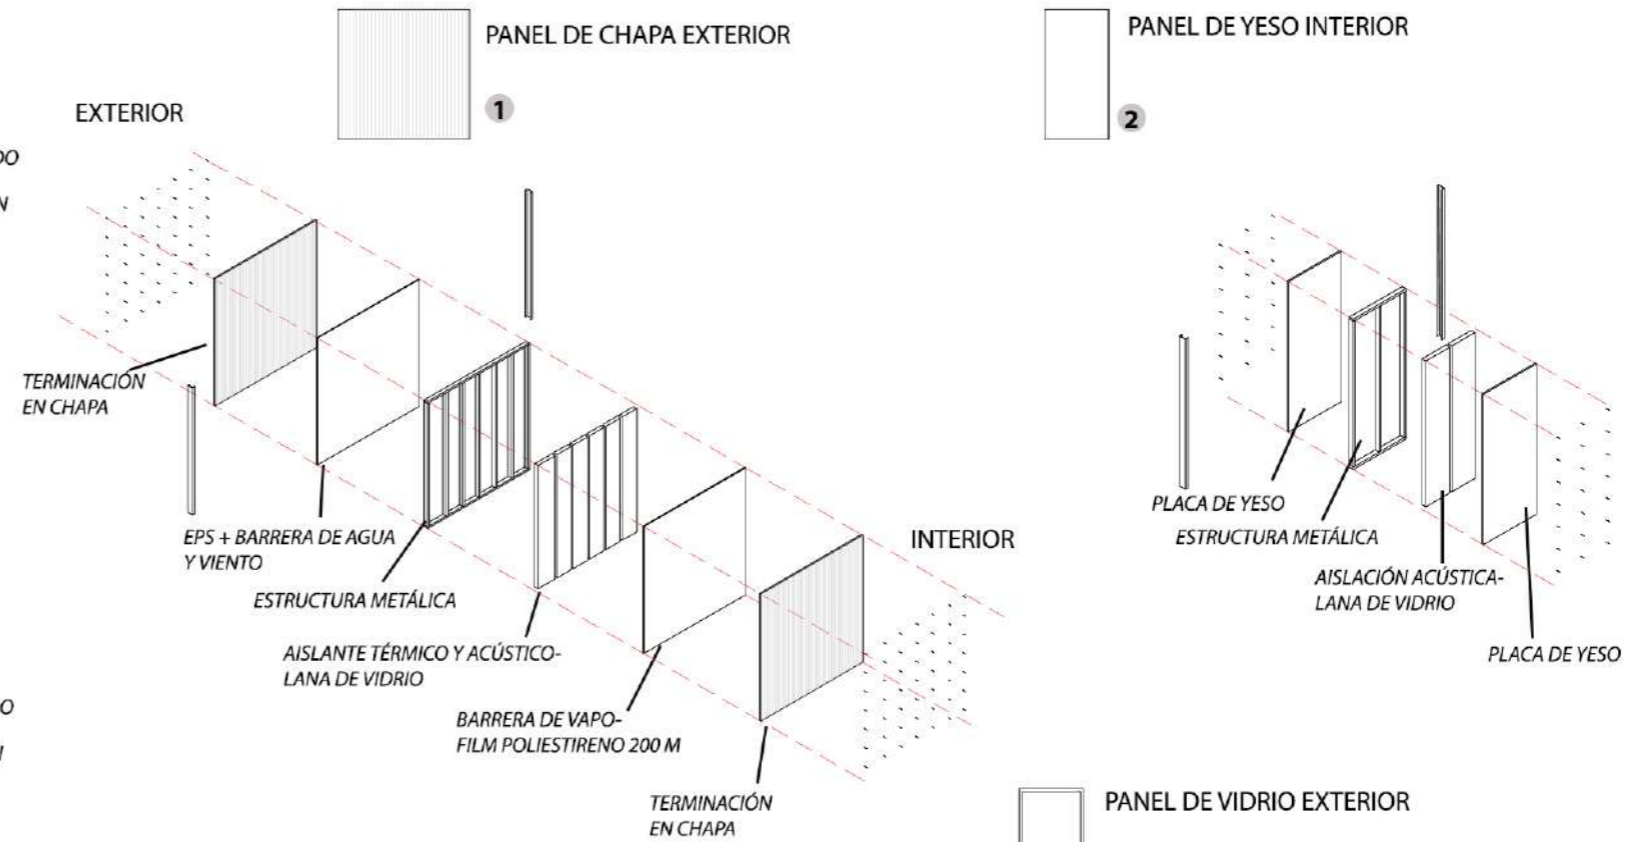 PANEL DE CHAPA EXTERIOR
1
PANEL DE YESO INTERIOR
2
EXTERIOR
TERMINACIÓN
EN CHAPA
EPS + BARRERA DE AGUA
Y VIENTO
ESTRUCTURA METÁLICA
AISLANTE TÉRMICO Y ACÚSTICO-
LANA DE VIDRIO
BARRERA DE VAPO-
FILM POLIESTIRENO 200 M
TERMINACIÓN
EN CHAPA
INTERIOR
PLACA DE YESO
ESTRUCTURA METÁLICA
AISLACIÓN ACÚSTICA-
LANA DE VIDRIO
PLACA DE YESO
PANEL DE VIDRIO EXTERIOR